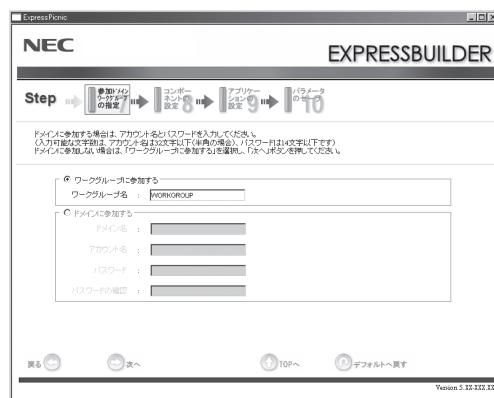 ExpressPicnic
NEC
EXPRESSBUILDER
Step
参加ドメイン
ワークグループ
の指定 7
コンポー
ネントの
設定 8
アプリケー
ションの
設定 9
パラメータ
のセーブ
10
ドメインに参加する場合は、アカウント名とパスワードを入力してください。
(入力可能な文字数は、アカウント名は32文字以下(半角の場合)、パスワードは14文字以下です)
ドメインに参加しない場合は、「ワークグループに参加する」を選択し、「次へ」ボタンを押してください。
ワークグループに参加する
ワークグループ名 : WORKGROUP
ドメインに参加する
ドメイン名 :
アカウント名 :
パスワード :
パスワードの確認 :
戻る
次へ
TOPへ
デフォルトへ戻す
Version 5.XX-XXX.XX